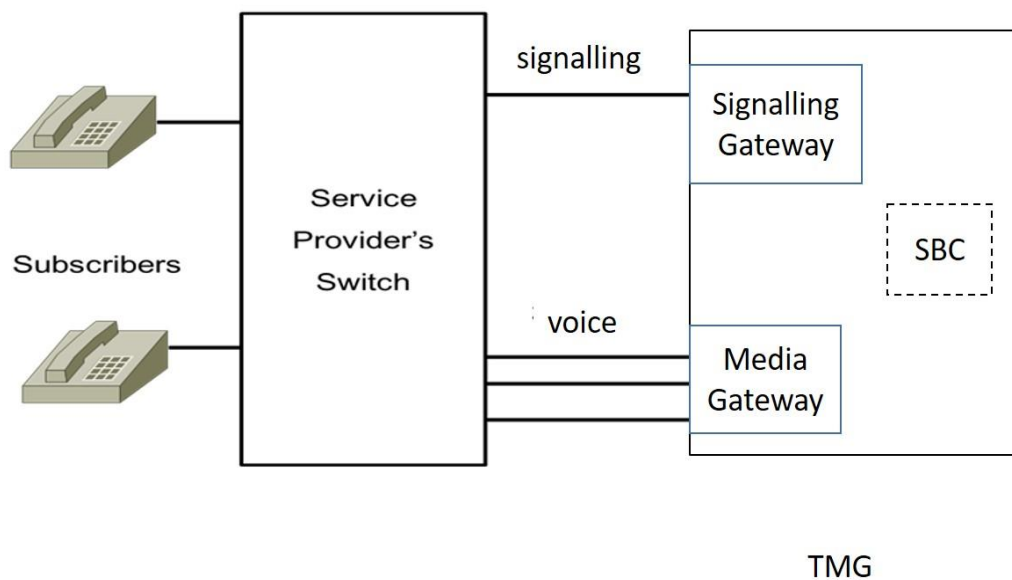 signalling
Signalling
Gateway
Service
Provider's
Switch
SBC
Subscribers
voice
Media
Gateway
TMG